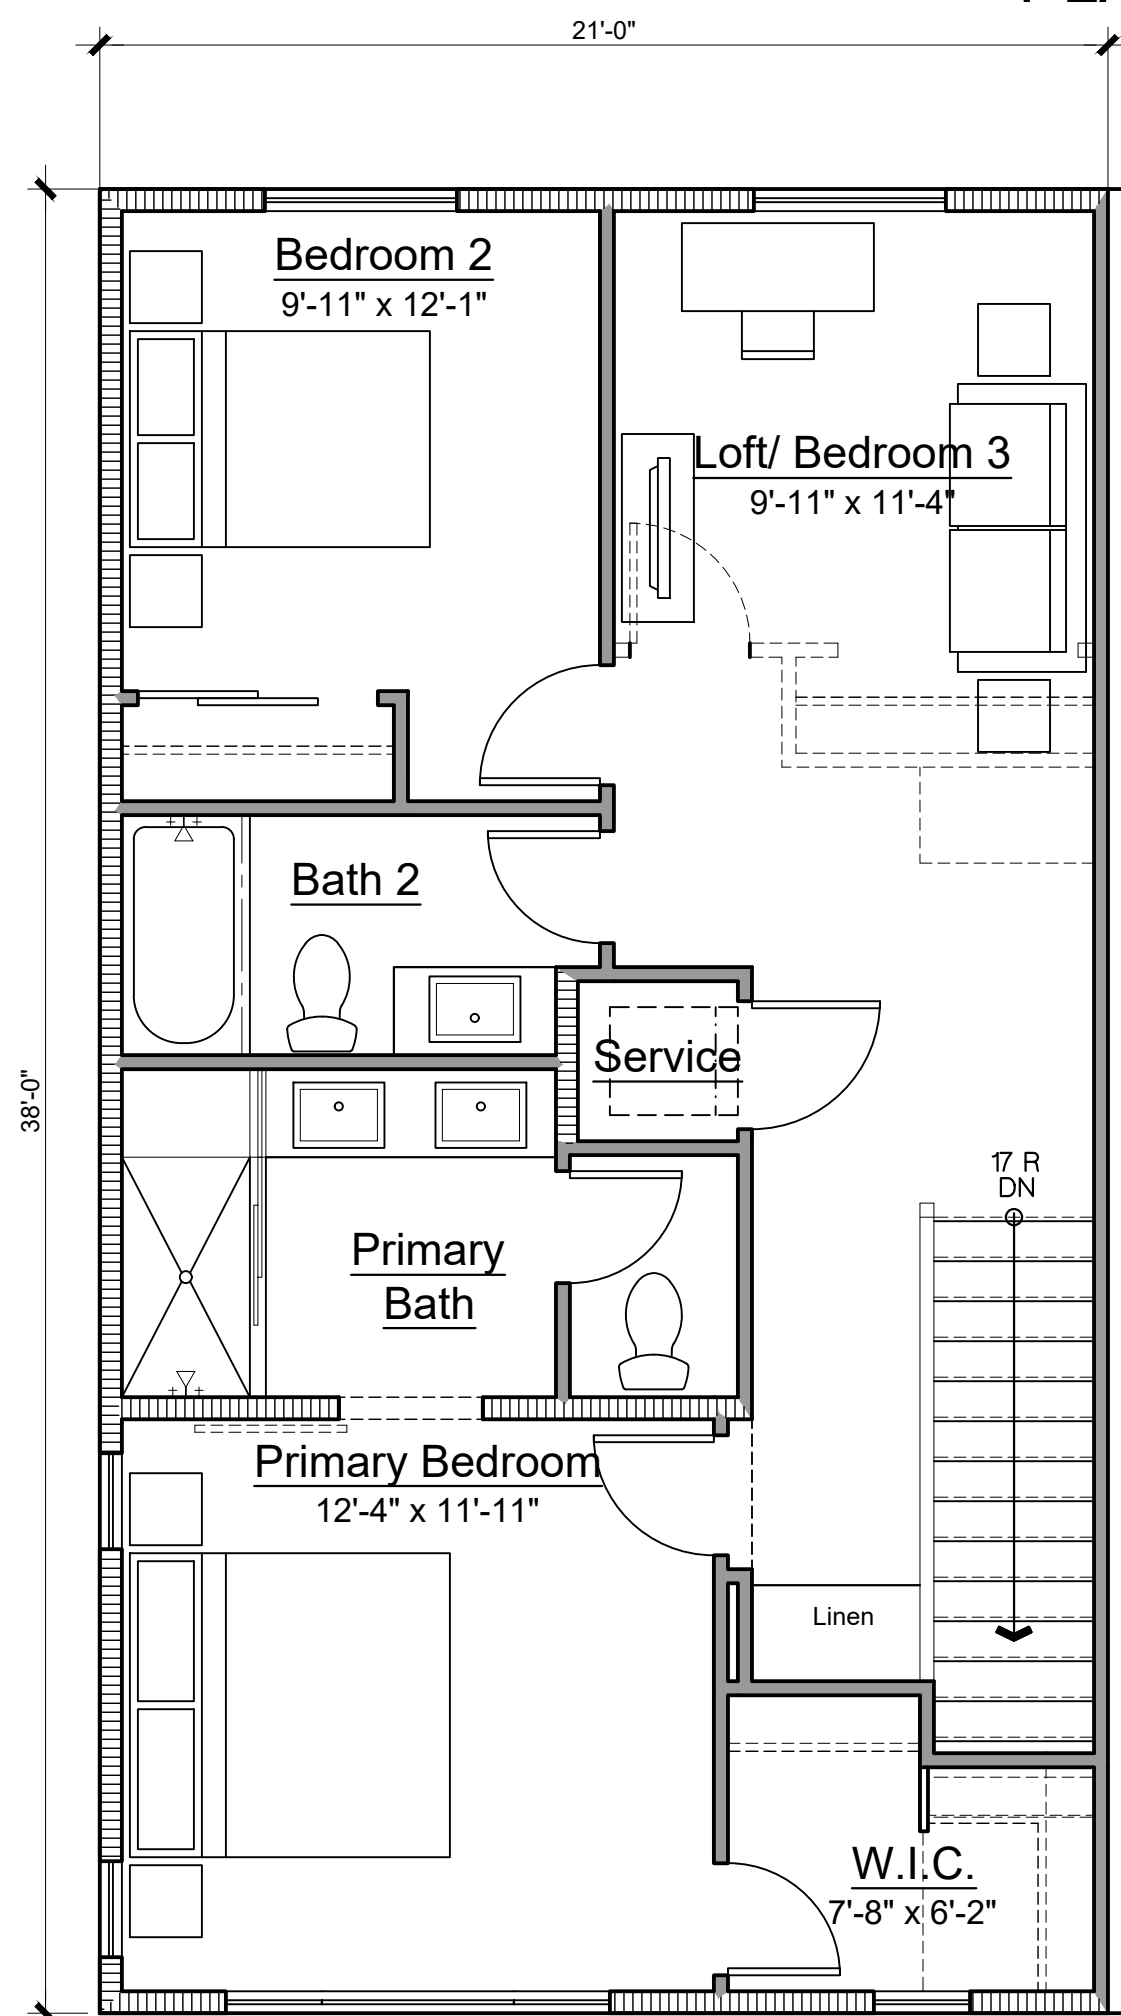 21'-0"
Bedroom 2
9'-11" x 12'-1"
Loft/ Bedroom 3
9'-11" x 11'-4"
Bath 2
Service
38'-0"
17 R
DN
Primary
Bath
Primary Bedroom
12'-4" x 11'-11"
Linen
W.I.C.
7'-8" x 6'-2"